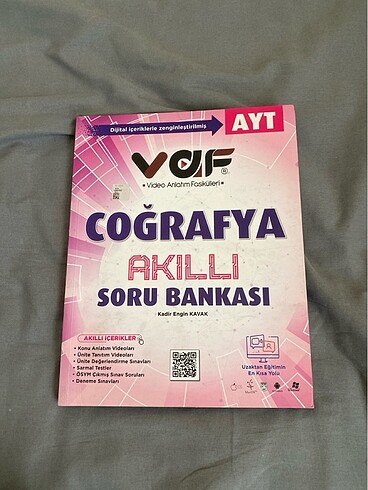 Dijital içeriklerle zenginleştirilmiş
AYT
VDF
®
• Video Anlatım Fasikülleri •
COĞRAFYA
AKILLI
SORU BANKASI
Kadir Engin KAVAK
AKILLI İÇERİKLER
• Konu Anlatım Videoları
• Ünite Tanıtım Videoları
• Ünite Değerlendirme Sınavları
• Sarmal Testler
• ÖSYM Çıkmış Sınav Soruları
• Deneme Sınavları
Uzaktan Eğitimin
En Kısa Yolu